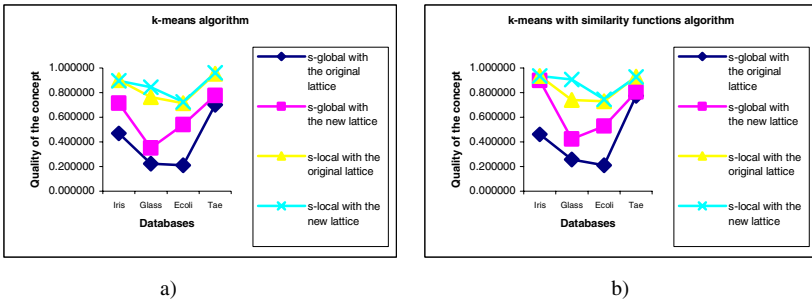 k-means algorithm
Quality of the concept
1.000000
0.800000
0.600000
0.400000
0.200000
0.000000
Iris Glass Ecoli Tae
Databases
s-global with
the original
lattice
s-global with
the new lattice
s-local with the
original lattice
s-local with the
new lattice
a)
k-means with similarity functions algorithm
Quality of the concept
1.000000
0.800000
0.600000
0.400000
0.200000
0.000000
Iris Glass Ecoli Tae
Databases
s-global with
the original
lattice
s-global with
the new lattice
s-local with the
original lattice
s-local with the
new lattice
b)